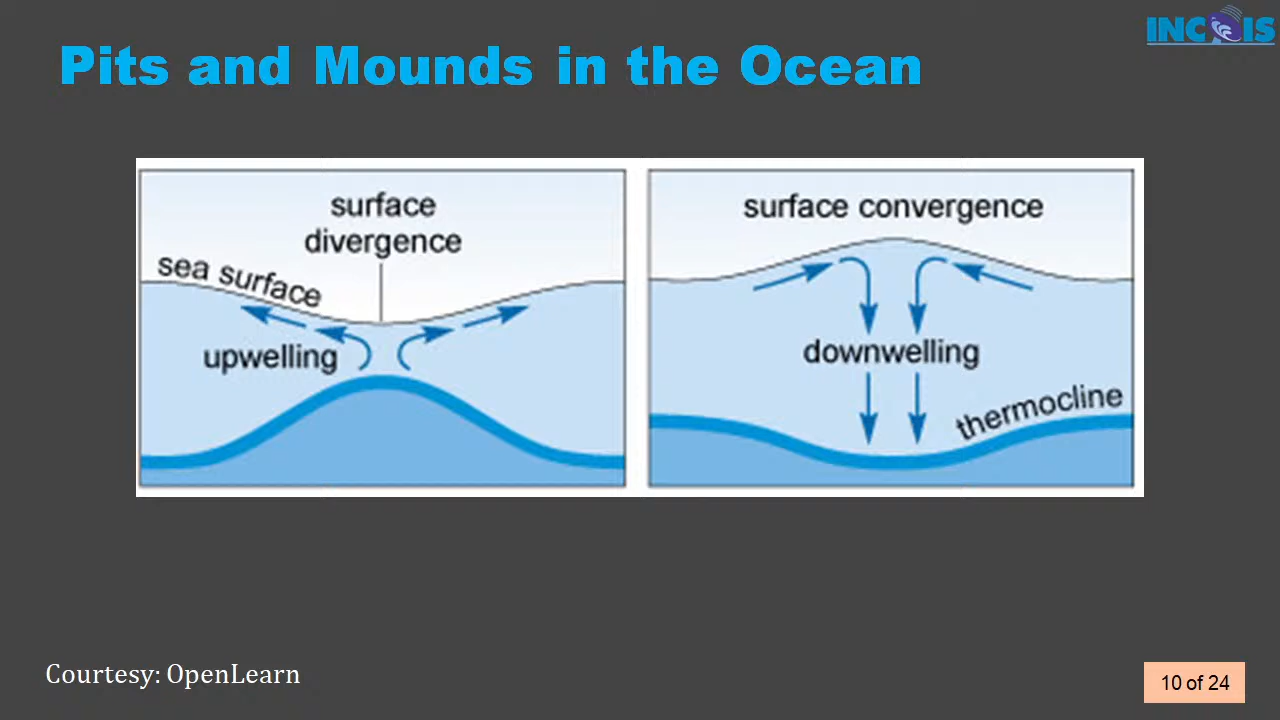 INCOIS
Pits and Mounds in the Ocean
surface
divergence
sea surface
upwelling
surface convergence
downwelling
thermocline
Courtesy: OpenLearn
10 of 24